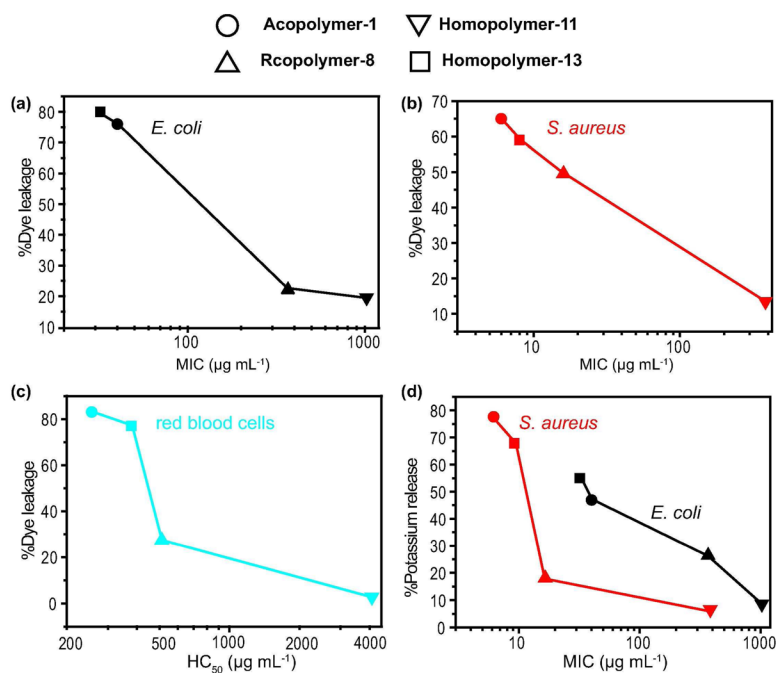 Acopolymer-1 Homopolymer-11
Rcopolymer-8 Homopolymer-13
(a)
E. coli
%Dye leakage
80
70
60
50
40
30
20
10
100 1000
MIC (µg mL⁻¹)
(b)
S. aureus
%Dye leakage
70
60
50
40
30
20
10
10 100
MIC (µg mL⁻¹)
(c)
red blood cells
%Dye leakage
80
60
40
20
0
200 500 1000 2000 4000
HC₅₀ (µg mL⁻¹)
(d)
S. aureus
E. coli
%Potassium release
80
70
60
50
40
30
20
10
0
10 100 1000
MIC (µg mL⁻¹)